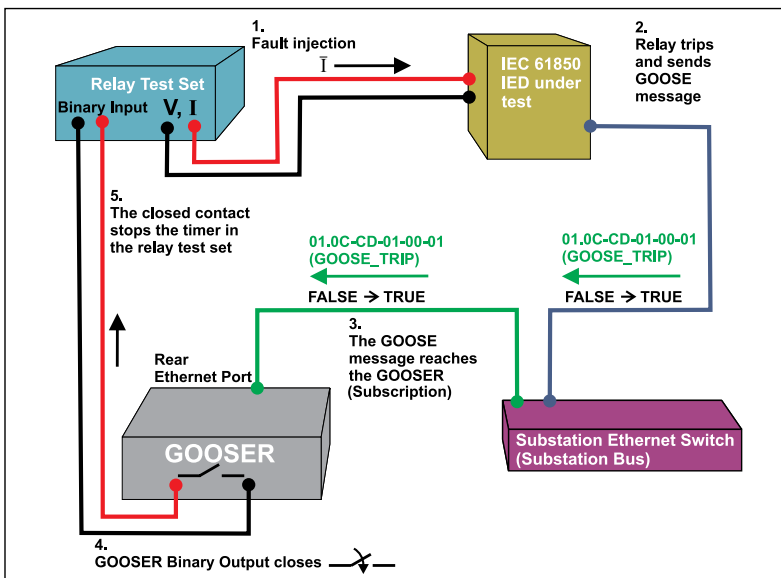 1.
Fault injection
I
2.
Relay trips
and sends
GOOSE
message
Relay Test Set
Binary Input
V, I
IEC 61850
IED under
test
5.
The closed contact
stops the timer in
the relay test set
01.0C-CD-01-00-01
(GOOSE_TRIP)
FALSE → TRUE
01.0C-CD-01-00-01
(GOOSE_TRIP)
FALSE → TRUE
3.
The GOOSE
message reaches
the GOOSER
(Subscription)
Rear
Ethernet Port
GOOSER
Substation Ethernet Switch
(Substation Bus)
4.
GOOSER Binary Output closes